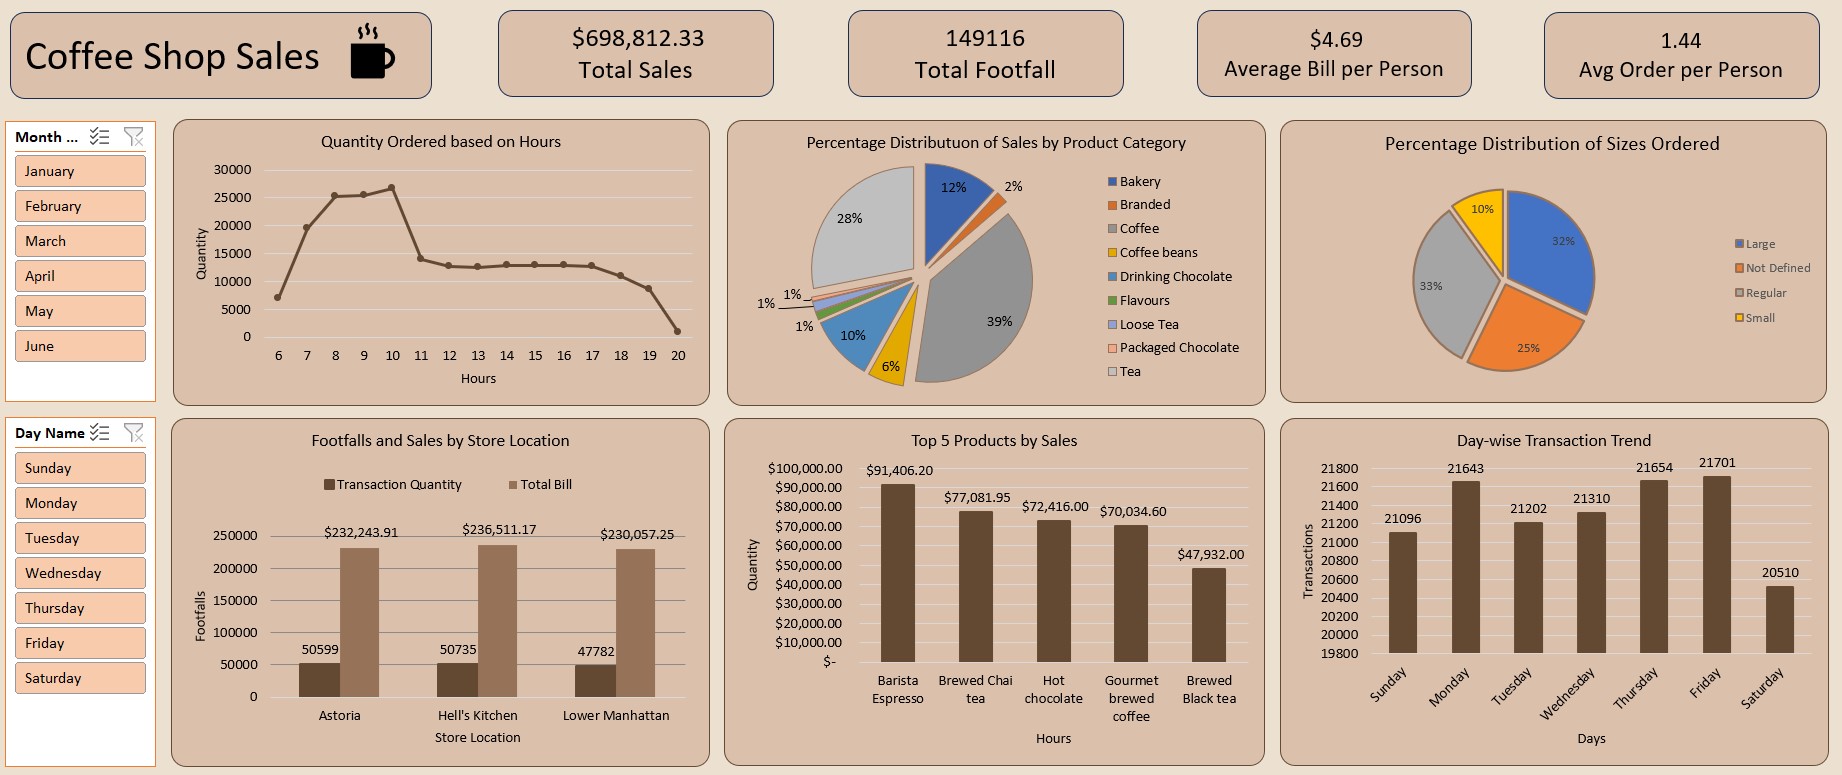 Coffee Shop Sales
$698,812.33
Total Sales
149116
Total Footfall
$4.69
Average Bill per Person
1.44
Avg Order per Person
Month ...
January
February
March
April
May
June
Quantity Ordered based on Hours
30000
25000
20000
15000
10000
5000
0
Quantity
6 7 8 9 10 11 12 13 14 15 16 17 18 19 20
Hours
Percentage Distributuon of Sales by Product Category
12%
2%
28%
39%
1%
1%
1%
10%
6%
Bakery
Branded
Coffee
Coffee beans
Drinking Chocolate
Flavours
Loose Tea
Packaged Chocolate
Tea
Percentage Distribution of Sizes Ordered
10%
32%
33%
25%
Large
Not Defined
Regular
Small
Day Name
Sunday
Monday
Tuesday
Wednesday
Thursday
Friday
Saturday
Footfalls and Sales by Store Location
Transaction Quantity Total Bill
250000
200000
150000
100000
50000
0
Footfalls
$232,243.91 $236,511.17 $230,057.25
50599 50735 47782
Astoria Hell's Kitchen Lower Manhattan
Store Location
Top 5 Products by Sales
$100,000.00
$90,000.00
$80,000.00
$70,000.00
$60,000.00
$50,000.00
$40,000.00
$30,000.00
$20,000.00
$10,000.00
$-
Quantity
$91,406.20
$77,081.95
$72,416.00
$70,034.60
$47,932.00
Barista Espresso
Brewed Chai tea
Hot chocolate
Gourmet brewed coffee
Brewed Black tea
Hours
Day-wise Transaction Trend
21800
21600
21400
21200
21000
20800
20600
20400
20200
20000
19800
Transactions
21096
21643
21202
21310
21654
21701
20510
Sunday
Monday
Tuesday
Wednesday
Thursday
Friday
Saturday
Days